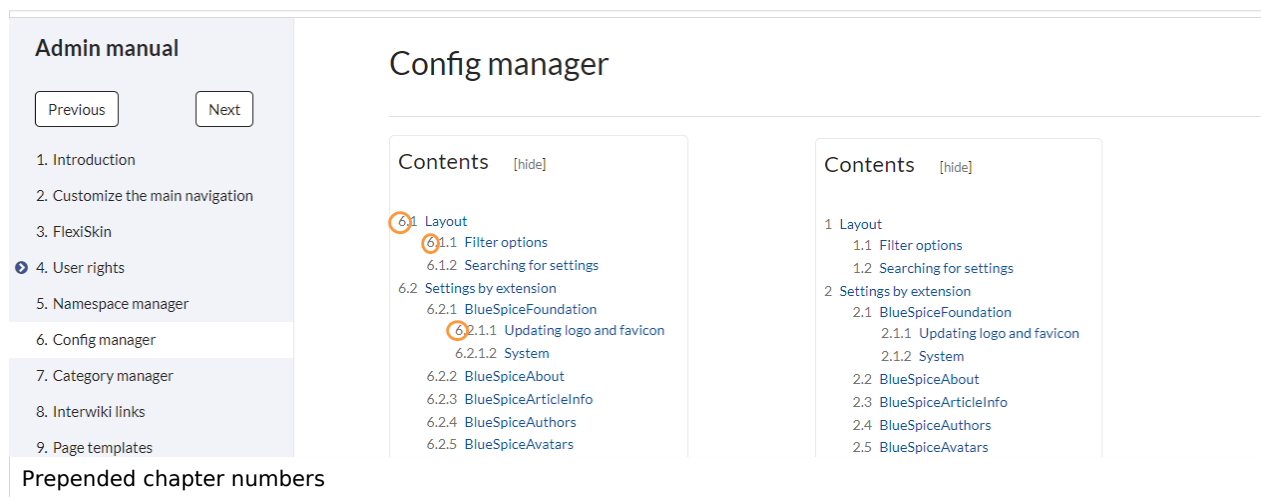 Admin manual
Previous
Next
1. Introduction
2. Customize the main navigation
3. FlexiSkin
4. User rights
5. Namespace manager
6. Config manager
7. Category manager
8. Interwiki links
9. Page templates
Config manager
Contents [hide]
6.1 Layout
6.1.1 Filter options
6.1.2 Searching for settings
6.2 Settings by extension
6.2.1 BlueSpiceFoundation
6.2.1.1 Updating logo and favicon
6.2.1.2 System
6.2.2 BlueSpiceAbout
6.2.3 BlueSpiceArticleInfo
6.2.4 BlueSpiceAuthors
6.2.5 BlueSpiceAvatars
Contents [hide]
1 Layout
1.1 Filter options
1.2 Searching for settings
2 Settings by extension
2.1 BlueSpiceFoundation
2.1.1 Updating logo and favicon
2.1.2 System
2.2 BlueSpiceAbout
2.3 BlueSpiceArticleInfo
2.4 BlueSpiceAuthors
2.5 BlueSpiceAvatars
Prepended chapter numbers